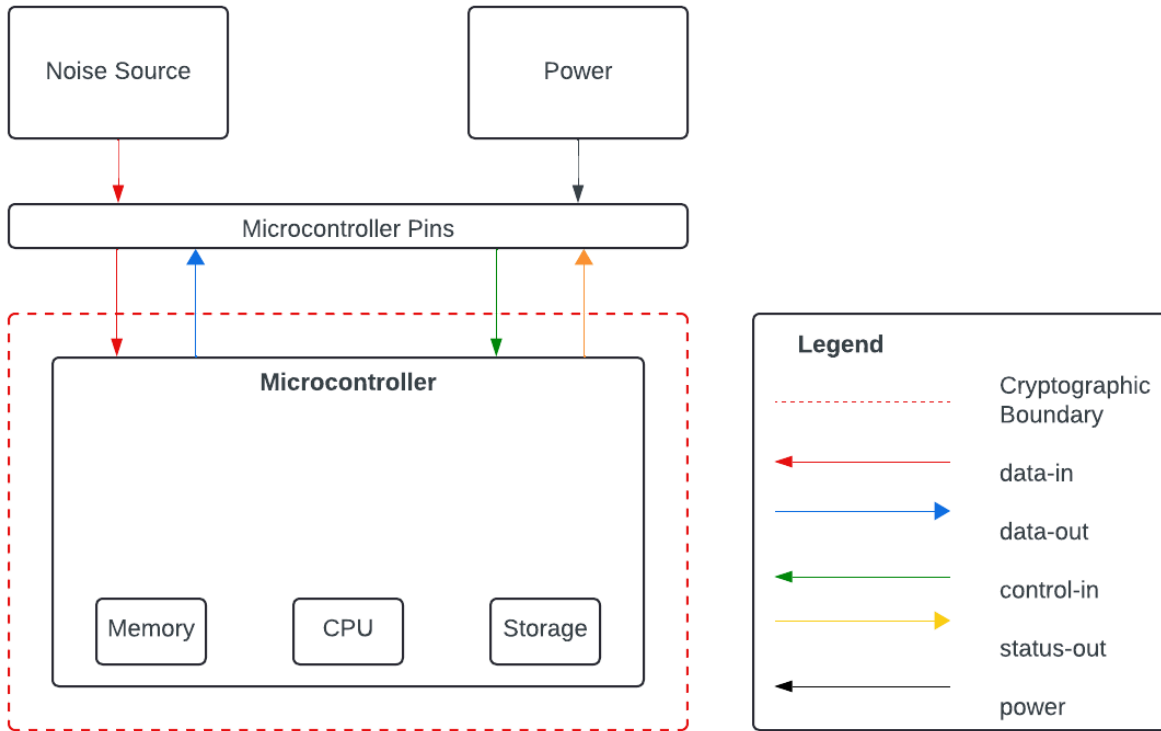 Noise Source
Power
Microcontroller Pins
Microcontroller
Memory
CPU
Storage
Legend
Cryptographic
Boundary
data-in
data-out
control-in
status-out
power